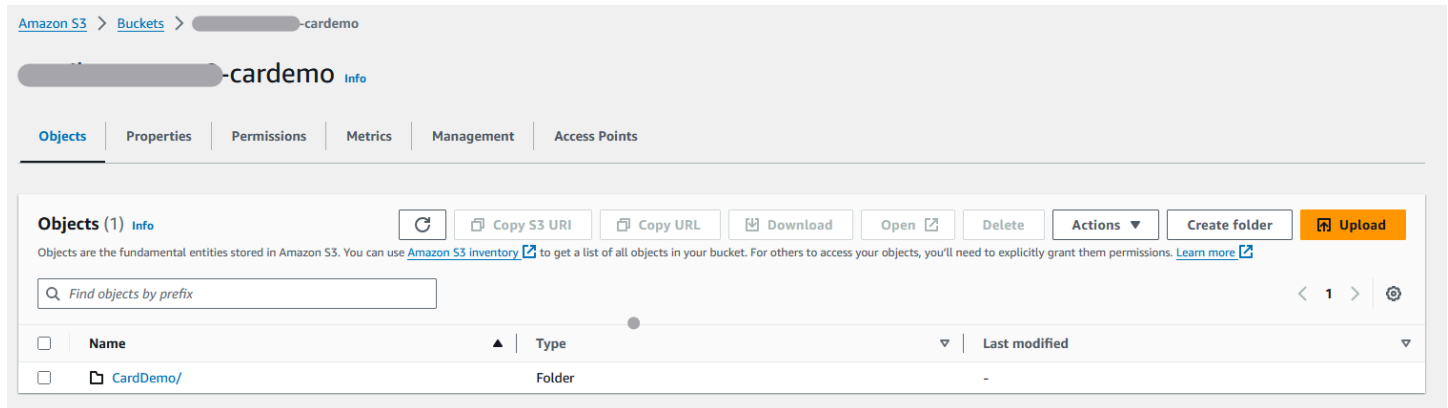 Amazon S3 > Buckets > -cardemo
-cardemo Info
Objects Properties Permissions Metrics Management Access Points
Objects (1) Info Copy S3 URI Copy URL Download Open Delete Actions Create folder Upload
Objects are the fundamental entities stored in Amazon S3. You can use Amazon S3 inventory to get a list of all objects in your bucket. For others to access your objects, you'll need to explicitly grant them permissions. Learn more
Find objects by prefix < 1 >
Name Type Last modified
CardDemo/ Folder -